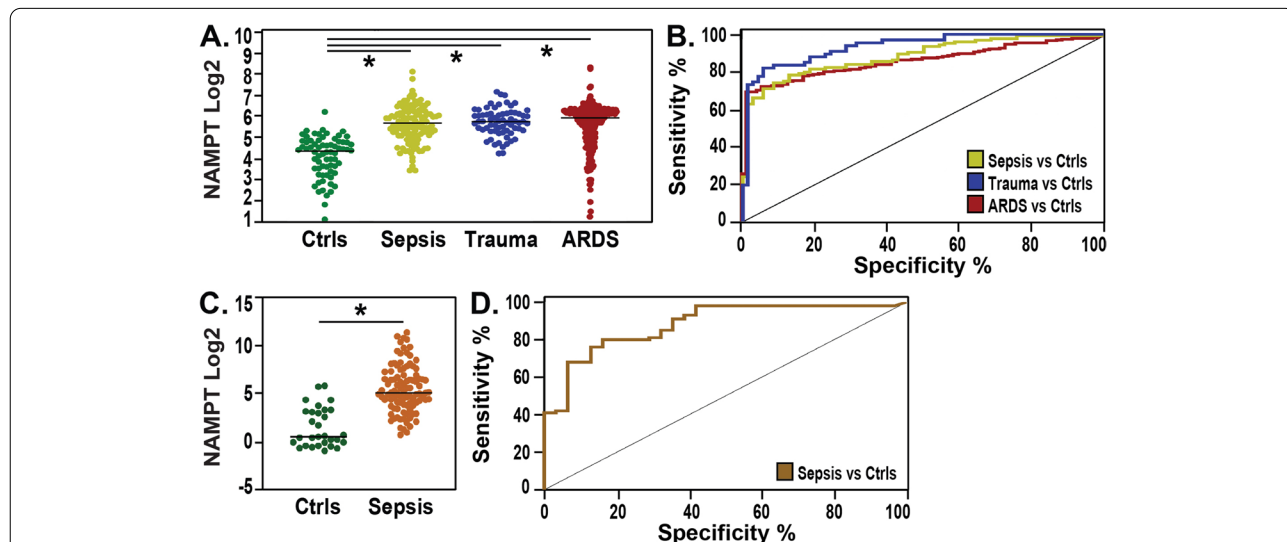 A.
NAMPT Log2
10
9
8
7
6
5
4
3
2
1
* * *
Ctrls Sepsis Trauma ARDS
B.
Sensitivity %
100
80
60
40
20
0
Sepsis vs Ctrls
Trauma vs Ctrls
ARDS vs Ctrls
0 20 40 60 80 100
Specificity %
C.
NAMPT Log2
15
10
5
0
-5
*
Ctrls Sepsis
D.
Sensitivity %
100
80
60
40
20
0
Sepsis vs Ctrls
0 20 40 60 80 100
Specificity %